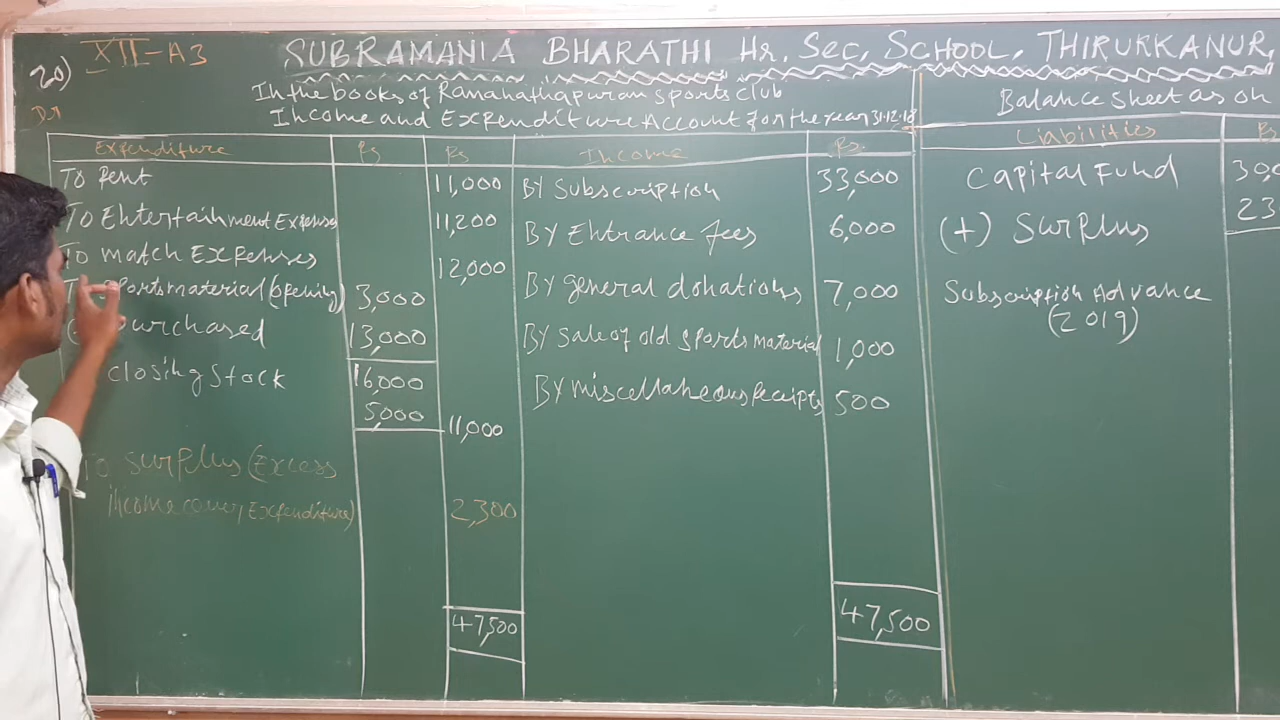 20) XII-A3 SUBRAMANIA BHARATHI Hr. Sec, SCHOOL, THIRUKKANUR,
In the books of Ramanathapuram sports club
Dr Income and Expenditure Account for the year 31.12.18
Expenditure Rs Rs Income Rs.
To Rent 11,000 By Subscription 33,000
To Entertainment Expenses 11,200 By Entrance fees 6,000
To match Expenses 12,000
sports material (opening) 3,000 By general donations 7,000
Purchased 13,000 By Sale of old sports material 1,000
closing Stock 16,000 By miscellaneous Receipts 500
5,000 11,000
To Surplus (Excess
income over Expenditure) 2,300
47,500 47,500
Balance sheet as on
Liabilities Rs
Capital Fund 30,0
(+) Surplus 23
Subscription Advance
(2019)